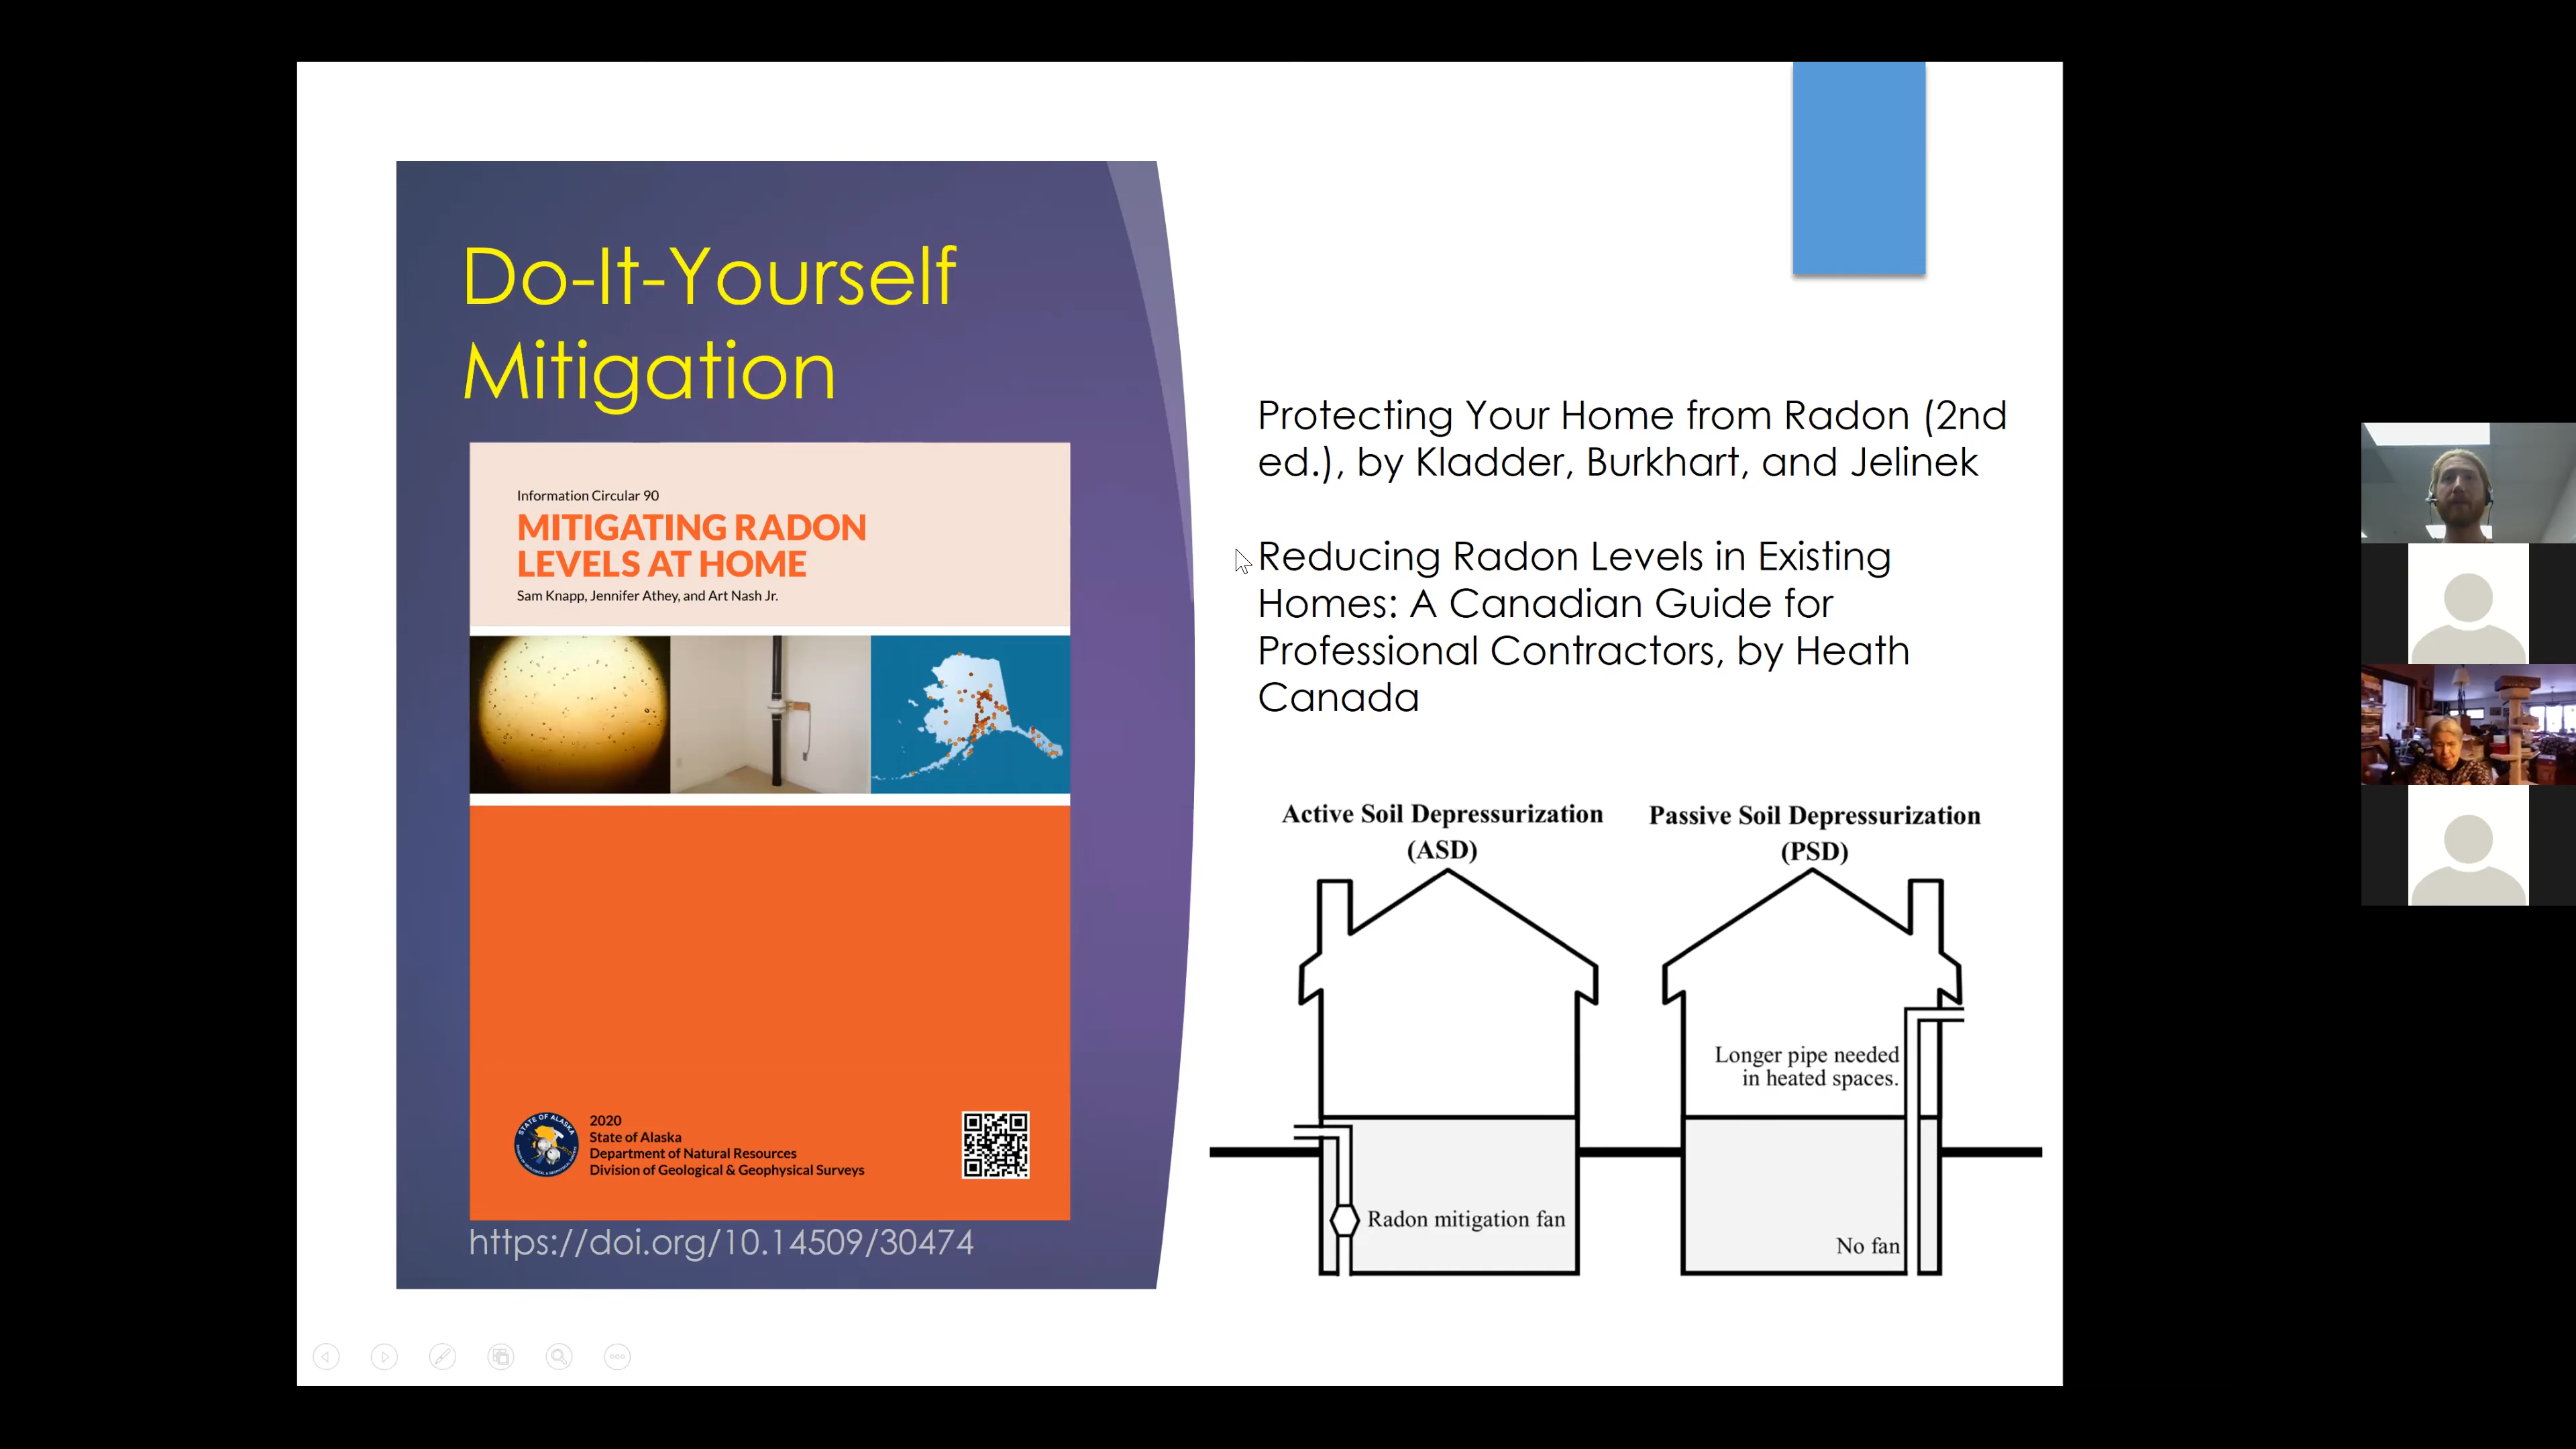 Do-It-Yourself
Mitigation
Information Circular 90
MITIGATING RADON
LEVELS AT HOME
Sam Knapp, Jennifer Athey, and Art Nash Jr.
2020
State of Alaska
Department of Natural Resources
Division of Geological & Geophysical Surveys
https://doi.org/10.14509/30474
Protecting Your Home from Radon (2nd
ed.), by Kladder, Burkhart, and Jelinek
Reducing Radon Levels in Existing
Homes: A Canadian Guide for
Professional Contractors, by Heath
Canada
Active Soil Depressurization
(ASD)
Radon mitigation fan
Passive Soil Depressurization
(PSD)
Longer pipe needed
in heated spaces.
No fan